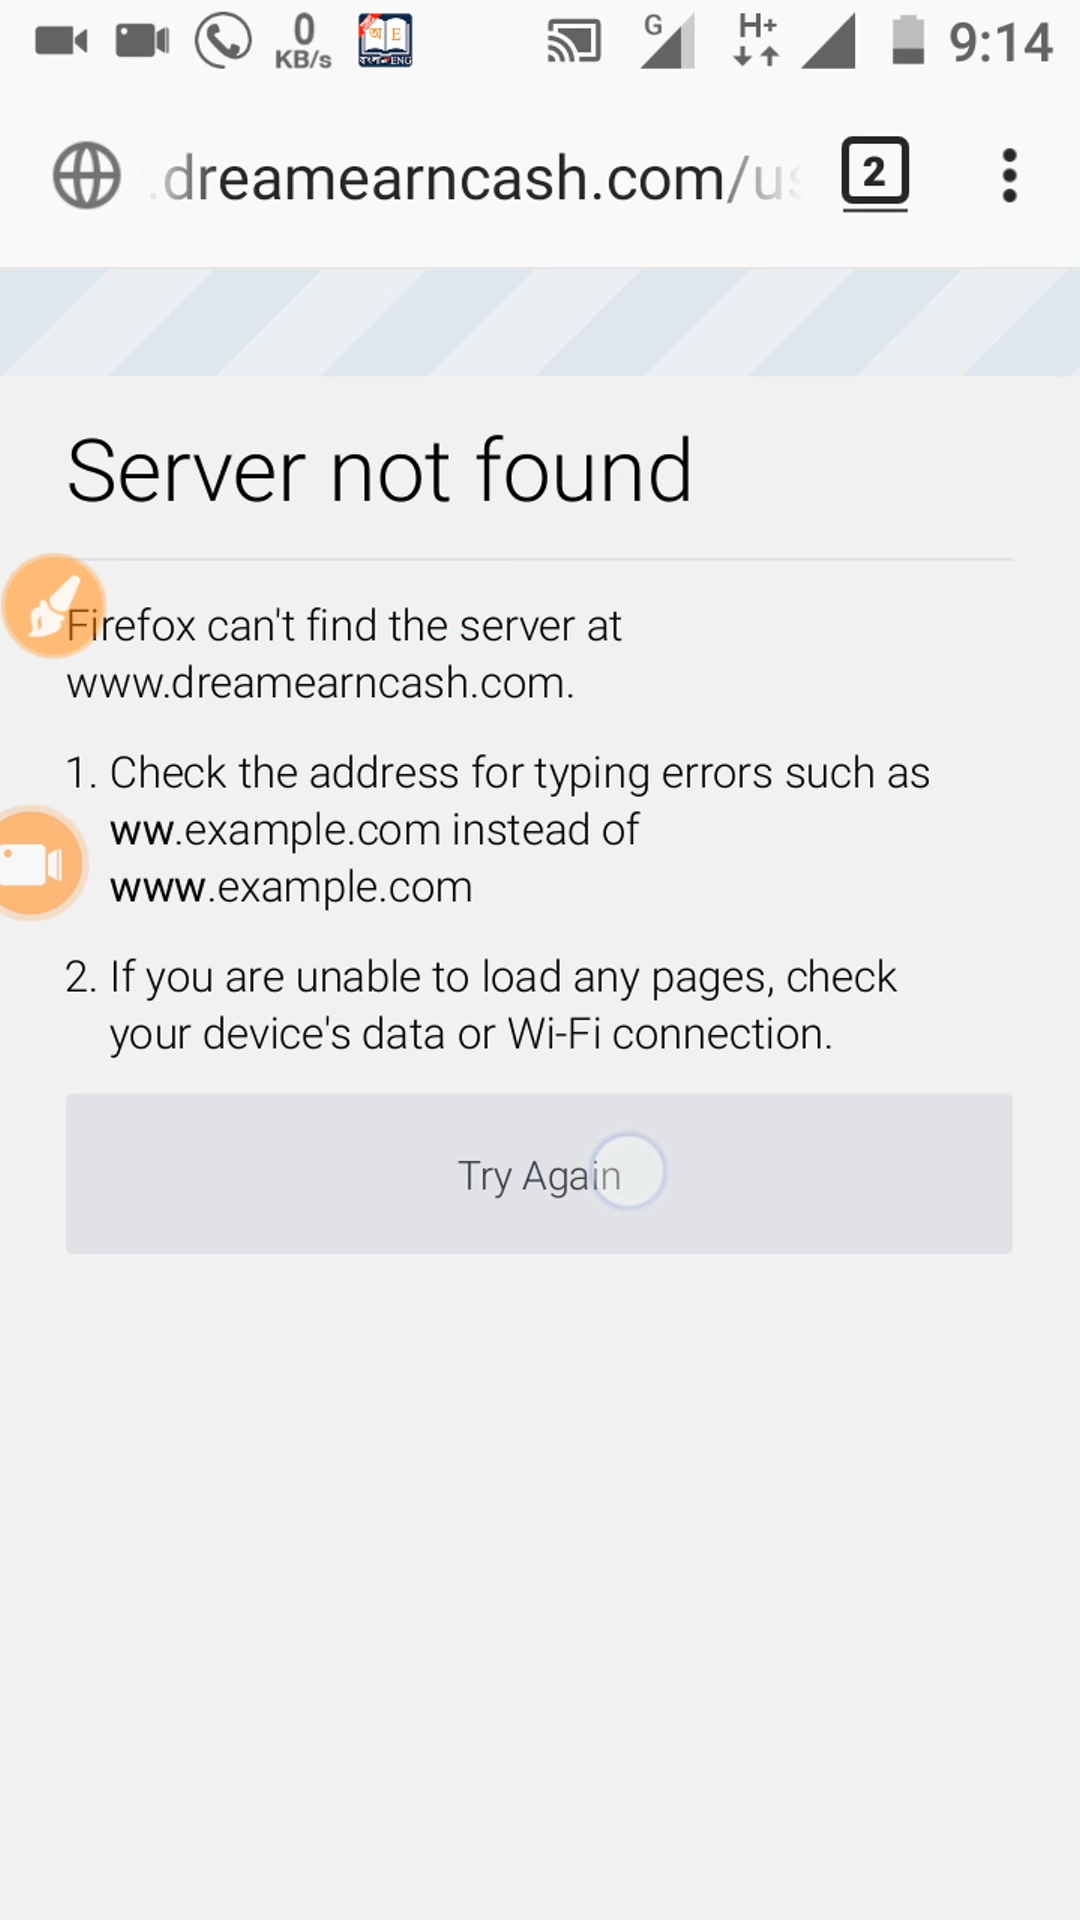 0
KB/s
অ E
বাংলা ENG
G
H+
9:14
.dreamearncash.com/us
2
Server not found
Firefox can't find the server at
www.dreamearncash.com.
1. Check the address for typing errors such as
ww.example.com instead of
www.example.com
2. If you are unable to load any pages, check
your device's data or Wi-Fi connection.
Try Again